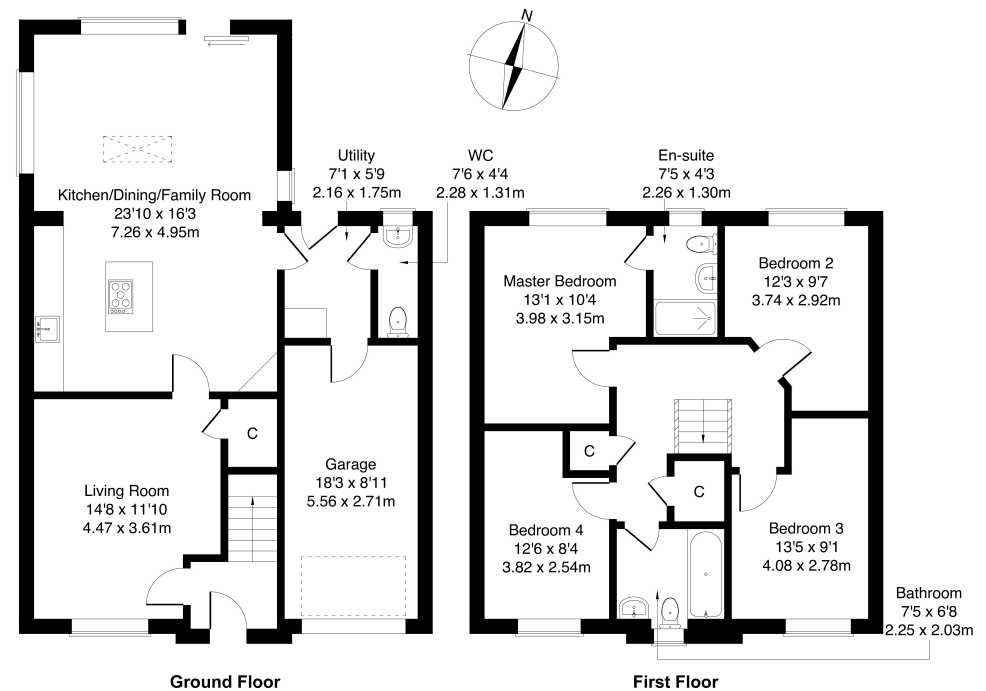 N
Utility
7'1 x 5'9
2.16 x 1.75m
WC
7'6 x 4'4
2.28 x 1.31m
En-suite
7'5 x 4'3
2.26 x 1.30m
Kitchen/Dining/Family Room
23'10 x 16'3
7.26 x 4.95m
Master Bedroom
13'1 x 10'4
3.98 x 3.15m
Bedroom 2
12'3 x 9'7
3.74 x 2.92m
C
Garage
18'3 x 8'11
5.56 x 2.71m
Living Room
14'8 x 11'10
4.47 x 3.61m
C
C
Bedroom 4
12'6 x 8'4
3.82 x 2.54m
Bedroom 3
13'5 x 9'1
4.08 x 2.78m
Bathroom
7'5 x 6'8
2.25 x 2.03m
Ground Floor
First Floor